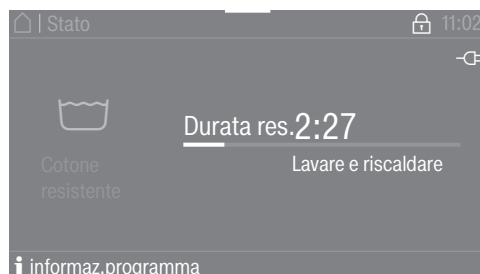 | Stato
11:02
Durata res.2:27
Lavare e riscaldare
Cotone
resistente
informaz.programma